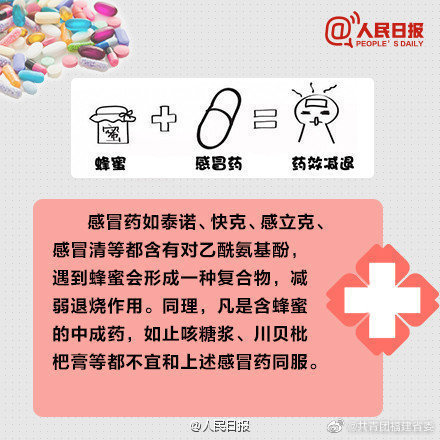 @人民日报
PEOPLE'S DAILY
蜜
蜂蜜 感冒药 药效减退
感冒药如泰诺、快克、感立克、
感冒清等都含有对乙酰氨基酚，
遇到蜂蜜会形成一种复合物，减
弱退烧作用。同理，凡是含蜂蜜
的中成药，如止咳糖浆、川贝枇
杷膏等都不宜和上述感冒药同服。
@人民日报
@共青团福建省委